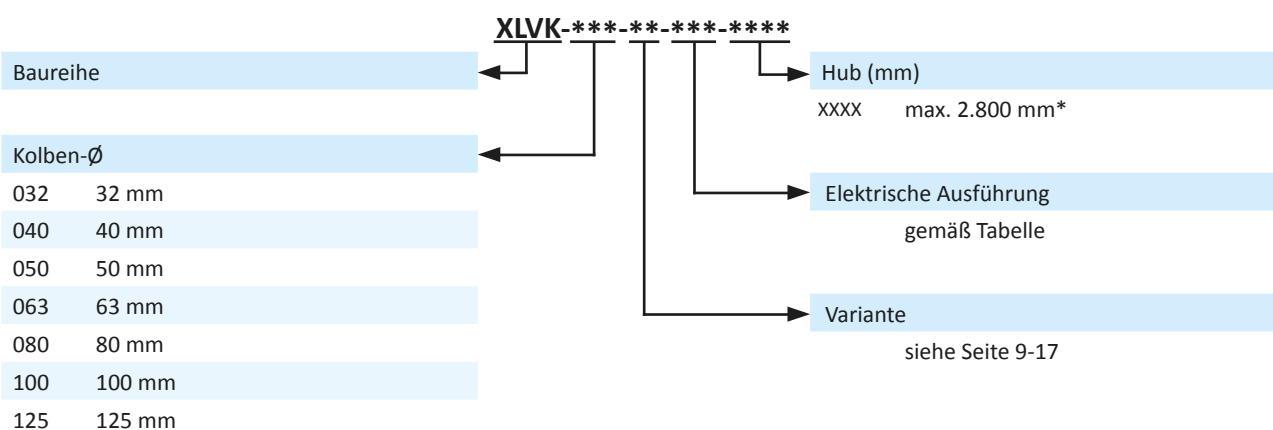 XLVK-***-**-***-****
Baureihe
Kolben-Ø
032 32 mm
040 40 mm
050 50 mm
063 63 mm
080 80 mm
100 100 mm
125 125 mm
Hub (mm)
XXXX max. 2.800 mm*
Elektrische Ausführung
gemäß Tabelle
Variante
siehe Seite 9-17